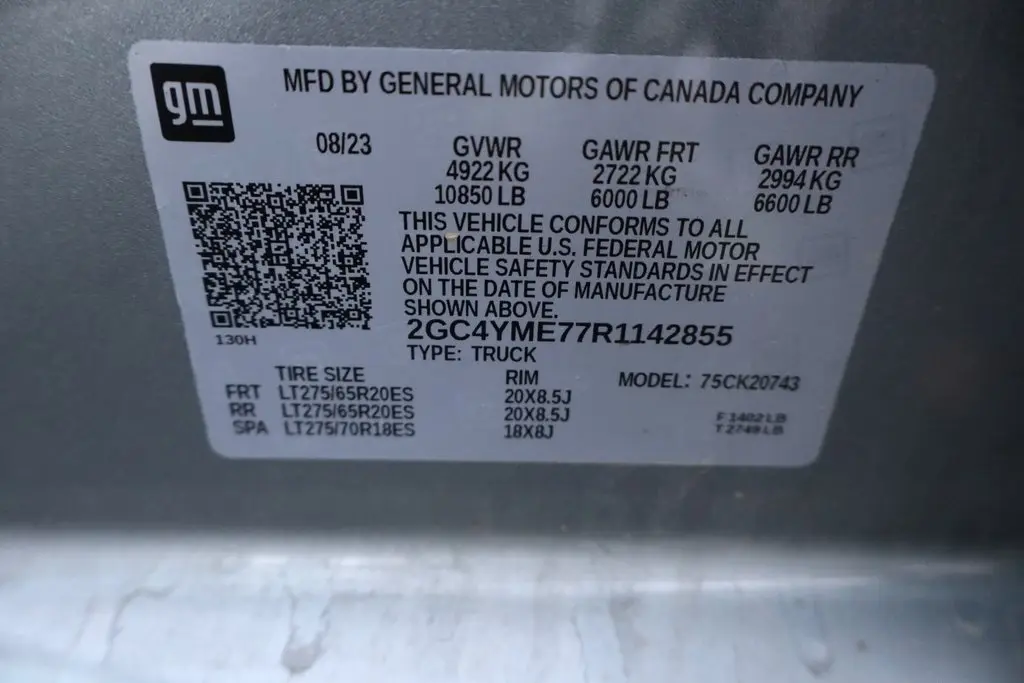 gm
MFD BY GENERAL MOTORS OF CANADA COMPANY
08/23 GVWR GAWR FRT GAWR RR
4922 KG 2722 KG 2994 KG
10850 LB 6000 LB 6600 LB
THIS VEHICLE CONFORMS TO ALL
APPLICABLE U.S. FEDERAL MOTOR
VEHICLE SAFETY STANDARDS IN EFFECT
ON THE DATE OF MANUFACTURE
SHOWN ABOVE.
130H
2GC4YME77R1142855
TYPE: TRUCK
TIRE SIZE RIM MODEL: 75CK20743
FRT LT275/65R20ES 20X8.5J
RR LT275/65R20ES 20X8.5J F 1402 LB
SPA LT275/70R18ES 18X8J T 2749 LB